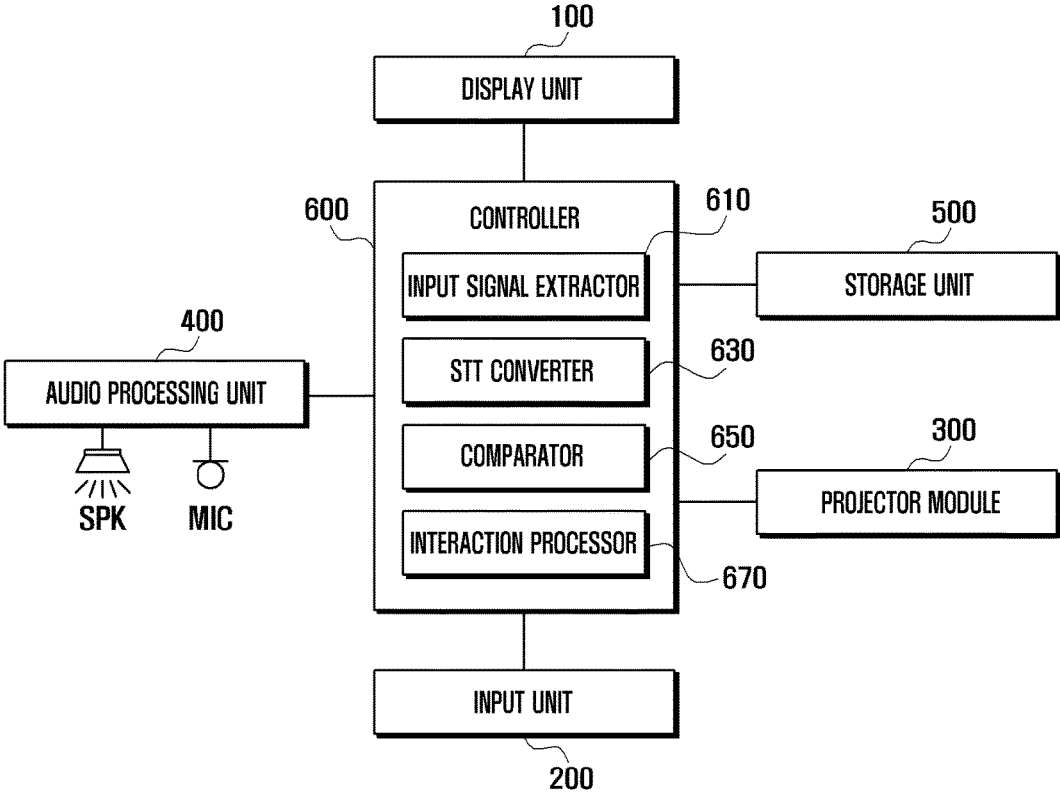 100
DISPLAY UNIT
600
CONTROLLER
610
INPUT SIGNAL EXTRACTOR
500
STORAGE UNIT
400
AUDIO PROCESSING UNIT
SPK
MIC
STT CONVERTER
630
COMPARATOR
650
300
PROJECTOR MODULE
INTERACTION PROCESSOR
670
INPUT UNIT
200